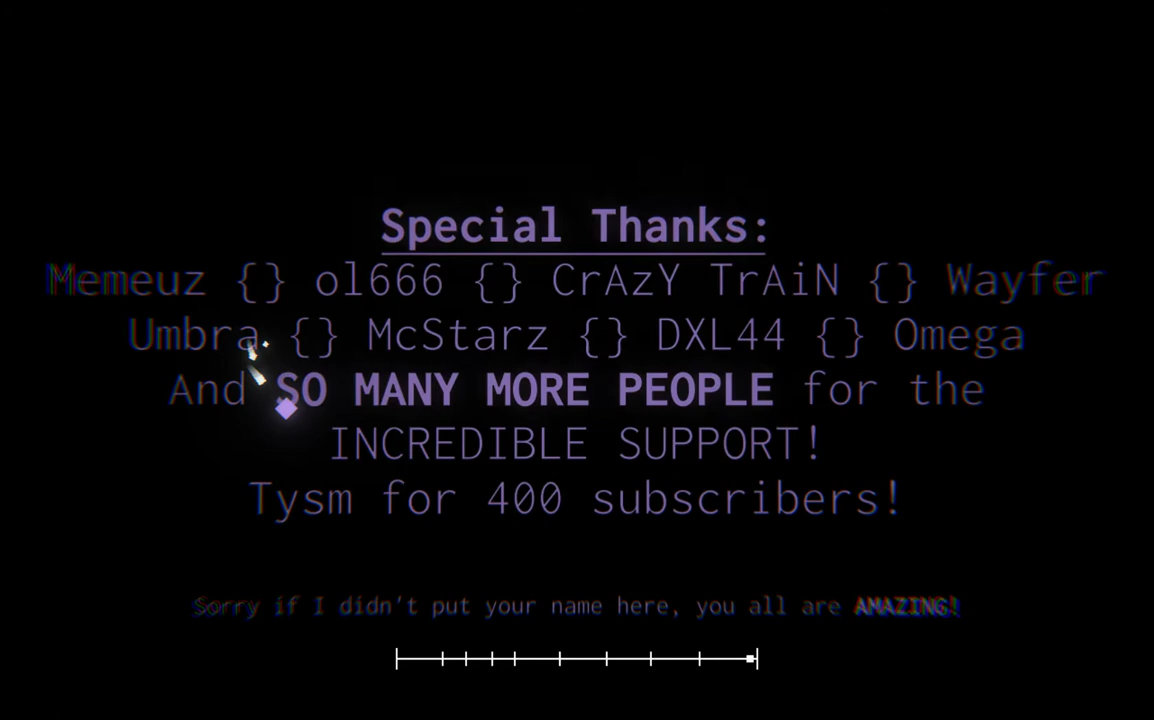 Special Thanks:
Memeuz {} ol666 {} CrAzY TrAiN {} Wayfer
Umbra {} McStarz {} DXL44 {} Omega
And SO MANY MORE PEOPLE for the
INCREDIBLE SUPPORT!
Tysm for 400 subscribers!
Sorry if I didn't put your name here, you all are AMAZING!